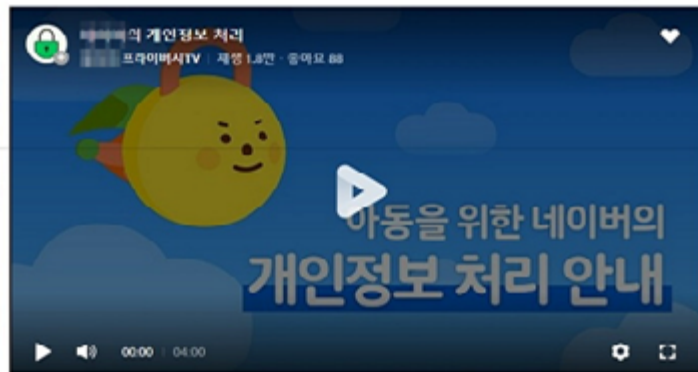 의 개인정보 처리
프라이버시TV | 재생 1.8만 · 좋아요 88
아동을 위한 네이버의
개인정보 처리 안내
00:00 | 04:00